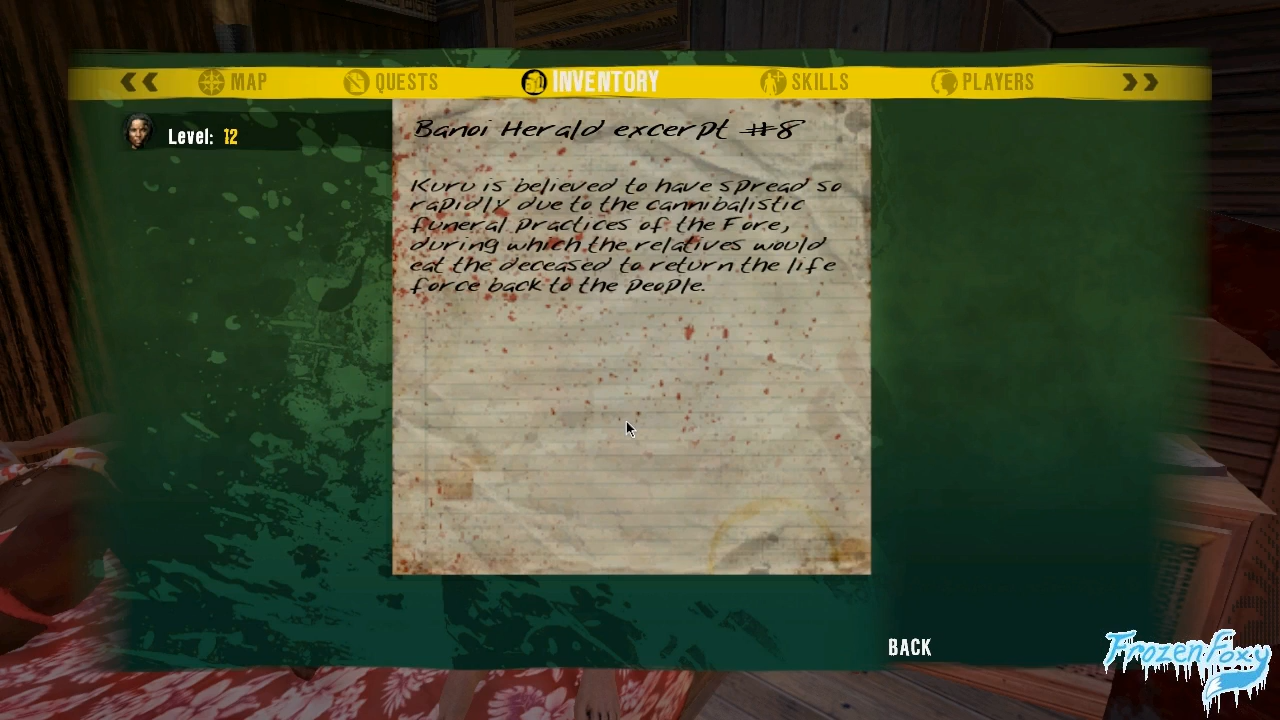 MAP QUESTS INVENTORY SKILLS PLAYERS
Level: 12
Banoi Herald excerpt #8
Kuru is believed to have spread so
rapidly due to the cannibalistic
funeral practices of the Fore,
during which the relatives would
eat the deceased to return the life
force back to the people.
BACK
FrozenFoxy